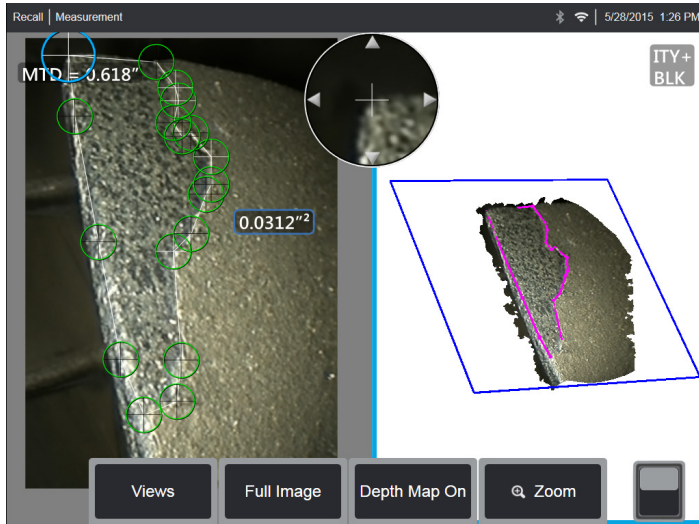 Recall | Measurement
5/28/2015 1:26 PM
MTD = 0.618"
ITY+
BLK
0.0312"²
Views
Full Image
Depth Map On
Zoom